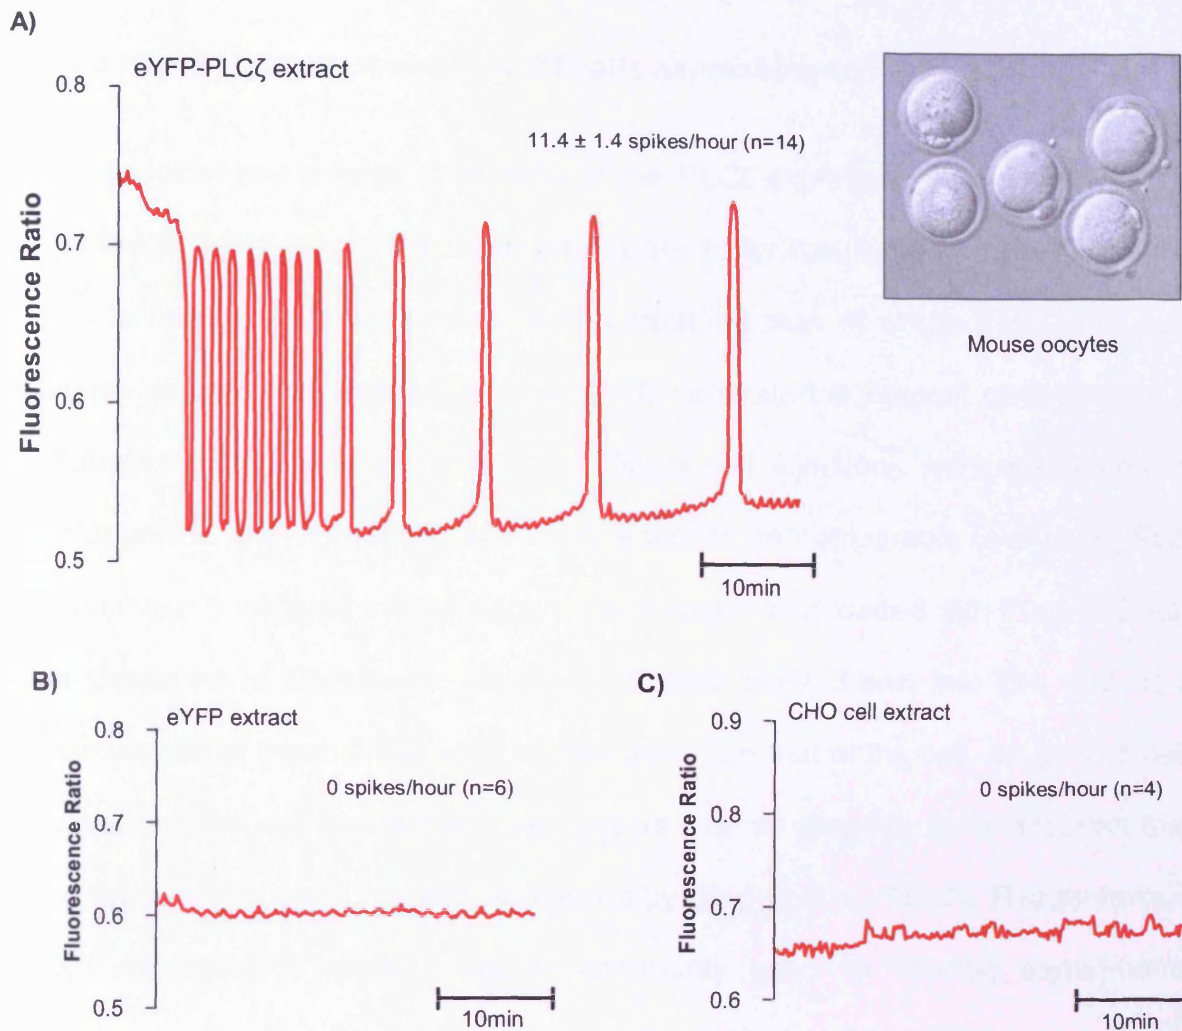 A)
eYFP-PLCζ extract
11.4 ± 1.4 spikes/hour (n=14)
Fluorescence Ratio
0.8
0.7
0.6
0.5
10min
Mouse oocytes
B)
eYFP extract
0 spikes/hour (n=6)
Fluorescence Ratio
0.8
0.7
0.6
0.5
10min
C)
CHO cell extract
0 spikes/hour (n=4)
Fluorescence Ratio
0.9
0.8
0.7
0.6
10min